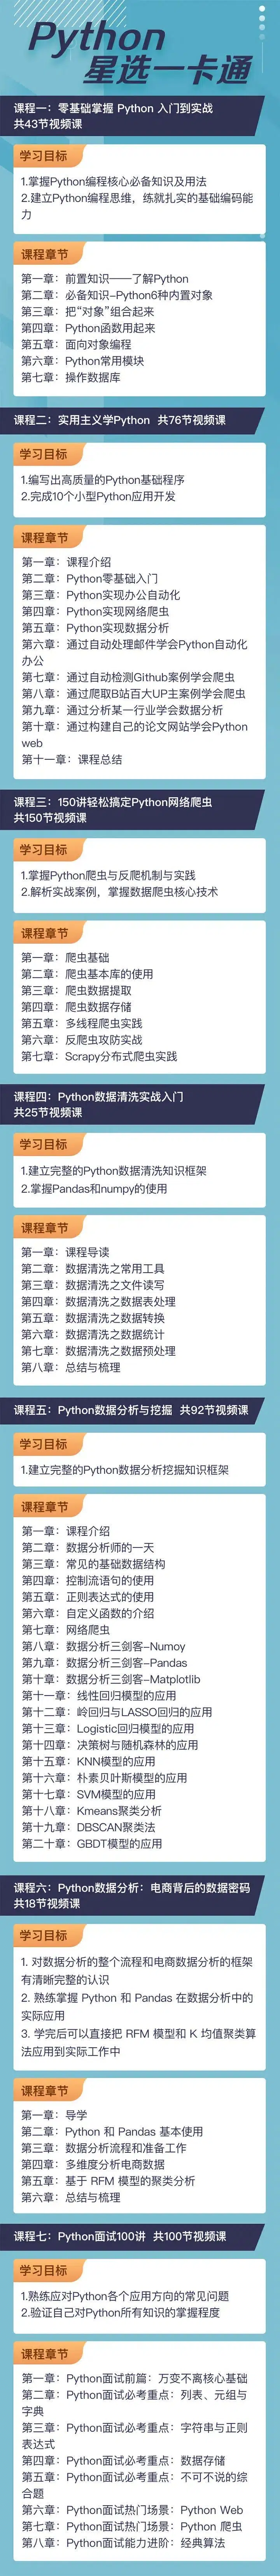 Python
星选一卡通
课程一：零基础掌握 Python 入门到实战
共43节视频课
学习目标
1.掌握Python编程核心必备知识及用法
2.建立Python编程思维，练就扎实的基础编码能
力
课程章节
第一章：前置知识——了解Python
第二章：必备知识-Python6种内置对象
第三章：把“对象”组合起来
第四章：Python函数用起来
第五章：面向对象编程
第六章：Python常用模块
第七章：操作数据库
课程二：实用主义学Python 共76节视频课
学习目标
1.编写出高质量的Python基础程序
2.完成10个小型Python应用开发
课程章节
第一章：课程介绍
第二章：Python零基础入门
第三章：Python实现办公自动化
第四章：Python实现网络爬虫
第五章：Python实现数据分析
第六章：通过自动处理邮件学会Python自动化
办公
第七章：通过自动检测Github案例学会爬虫
第八章：通过爬取B站百大UP主案例学会爬虫
第九章：通过分析某一行业学会数据分析
第十章：通过构建自己的论文网站学会Python
web
第十一章：课程总结
课程三：150讲轻松搞定Python网络爬虫
共150节视频课
学习目标
1.掌握Python爬虫与反爬机制与实践
2.解析实战案例，掌握数据爬虫核心技术
课程章节
第一章：爬虫基础
第二章：爬虫基本库的使用
第三章：爬虫数据提取
第四章：爬虫数据存储
第五章：多线程爬虫实践
第六章：反爬虫攻防实战
第七章：Scrapy分布式爬虫实践
课程四：Python数据清洗实战入门
共25节视频课
学习目标
1.建立完整的Python数据清洗知识框架
2.掌握Pandas和numpy的使用
课程章节
第一章：课程导读
第二章：数据清洗之常用工具
第三章：数据清洗之文件读写
第四章：数据清洗之数据表处理
第五章：数据清洗之数据转换
第六章：数据清洗之数据统计
第七章：数据清洗之数据预处理
第八章：总结与梳理
课程五：Python数据分析与挖掘 共92节视频课
学习目标
1.建立完整的Python数据分析挖掘知识框架
课程章节
第一章：课程介绍
第二章：数据分析师的一天
第三章：常见的基础数据结构
第四章：控制流语句的使用
第五章：正则表达式的使用
第六章：自定义函数的介绍
第七章：网络爬虫
第八章：数据分析三剑客-Numoy
第九章：数据分析三剑客-Pandas
第十章：数据分析三剑客-Matplotlib
第十一章：线性回归模型的应用
第十二章：岭回归与LASSO回归的应用
第十三章：Logistic回归模型的应用
第十四章：决策树与随机森林的应用
第十五章：KNN模型的应用
第十六章：朴素贝叶斯模型的应用
第十七章：SVM模型的应用
第十八章：Kmeans聚类分析
第十九章：DBSCAN聚类法
第二十章：GBDT模型的应用
课程六：Python数据分析：电商背后的数据密码
共18节视频课
学习目标
1. 对数据分析的整个流程和电商数据分析的框架
有清晰完整的认识
2. 熟练掌握 Python 和 Pandas 在数据分析中的
实际应用
3. 学完后可以直接把 RFM 模型和 K 均值聚类算
法应用到实际工作中
课程章节
第一章：导学
第二章：Python 和 Pandas 基本使用
第三章：数据分析流程和准备工作
第四章：多维度分析电商数据
第五章：基于 RFM 模型的聚类分析
第六章：总结与梳理
课程七：Python面试100讲 共100节视频课
学习目标
1.熟练应对Python各个应用方向的常见问题
2.验证自己对Python所有知识的掌握程度
课程章节
第一章：Python面试前篇：万变不离核心基础
第二章：Python面试必考重点：列表、元组与
字典
第三章：Python面试必考重点：字符串与正则
表达式
第四章：Python面试必考重点：数据存储
第五章：Python面试必考重点：不可不说的综
合题
第六章：Python面试热门场景：Python Web
第七章：Python面试热门场景：Python 爬虫
第八章：Python面试能力进阶：经典算法